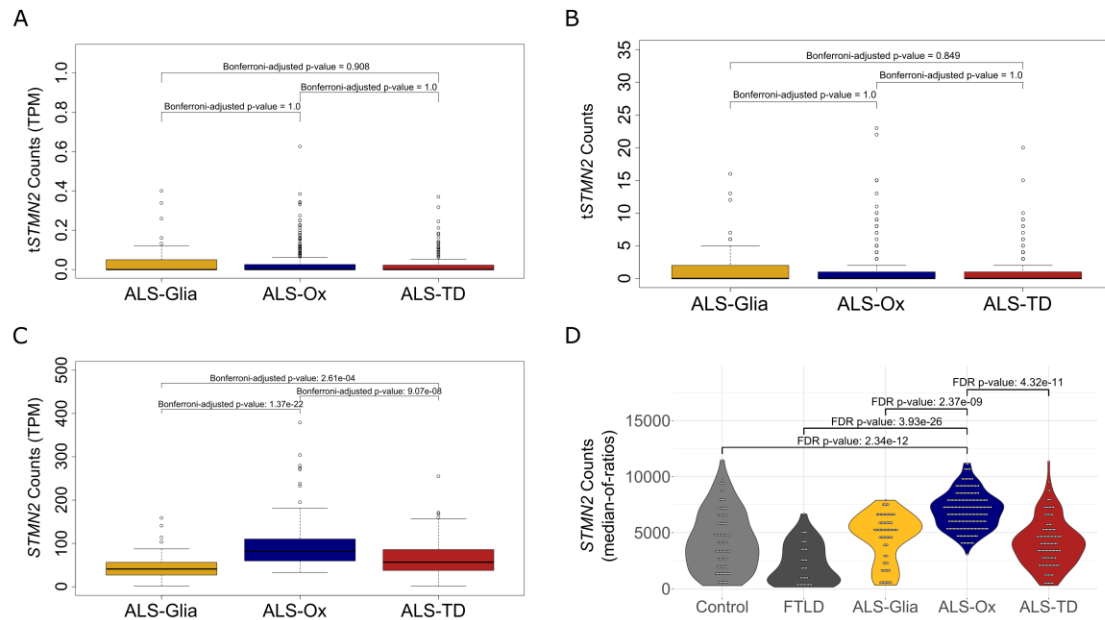 A
tSTMN2 Counts (TPM)
1.0
0.8
0.6
0.4
0.2
0.0
Bonferroni-adjusted p-value = 0.908
Bonferroni-adjusted p-value = 1.0
Bonferroni-adjusted p-value = 1.0
ALS-Glia ALS-Ox ALS-TD
B
tSTMN2 Counts
35
30
25
20
15
10
5
0
Bonferroni-adjusted p-value = 0.849
Bonferroni-adjusted p-value = 1.0
Bonferroni-adjusted p-value = 1.0
ALS-Glia ALS-Ox ALS-TD
C
STMN2 Counts (TPM)
500
400
300
200
100
0
Bonferroni-adjusted p-value: 2.61e-04
Bonferroni-adjusted p-value: 9.07e-08
Bonferroni-adjusted p-value: 1.37e-22
ALS-Glia ALS-Ox ALS-TD
D
STMN2 Counts
(median-of-ratios)
15000
10000
5000
0
FDR p-value: 4.32e-11
FDR p-value: 2.37e-09
FDR p-value: 3.93e-26
FDR p-value: 2.34e-12
Control FTLD ALS-Glia ALS-Ox ALS-TD